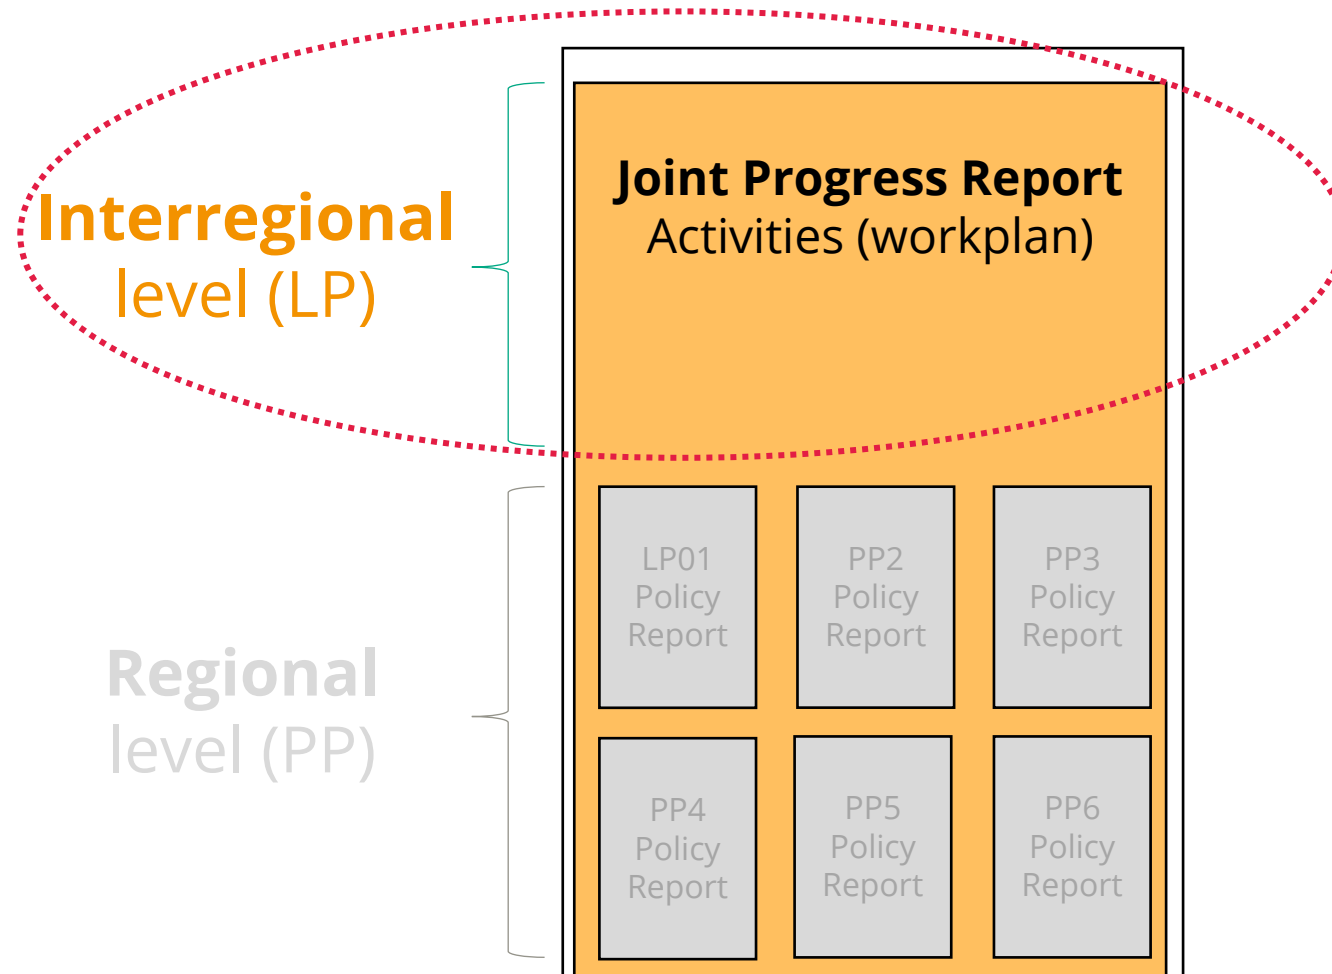 Joint Progress Report
Activities (workplan)
Interregional
level (LP)
LP01
Policy
Report
PP2
Policy
Report
PP3
Policy
Report
Regional
level (PP)
PP4
Policy
Report
PP5
Policy
Report
PP6
Policy
Report